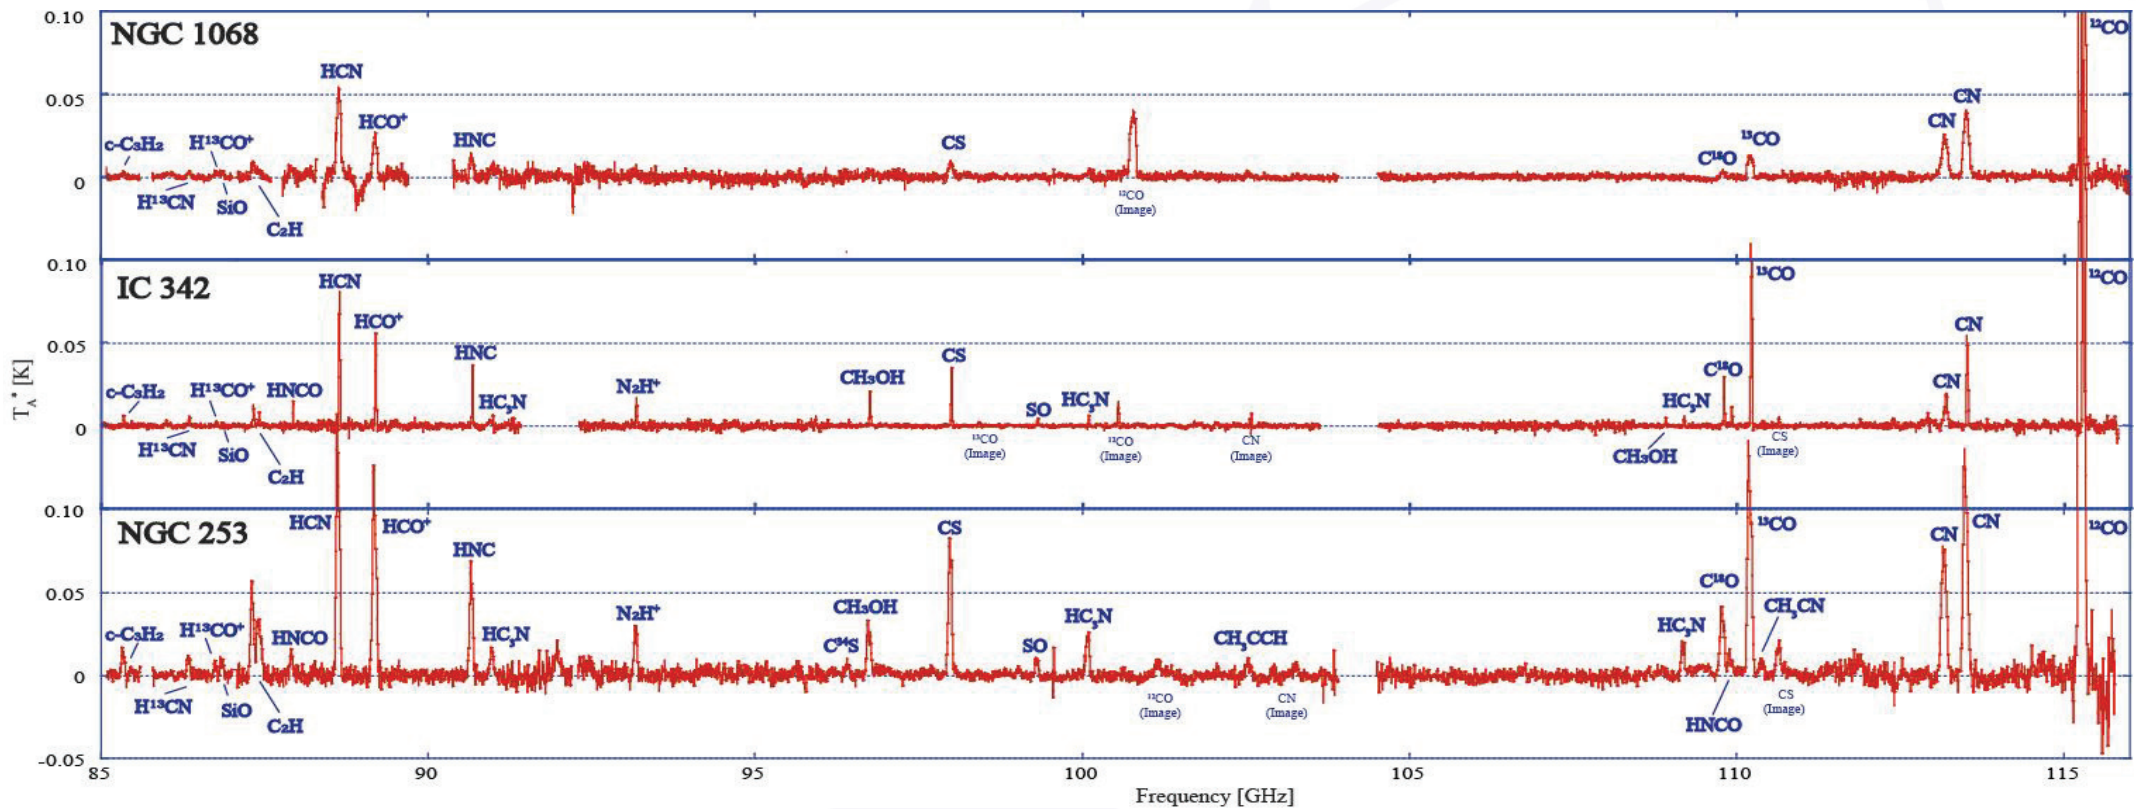 0.10
NGC 1068
¹²CO
HCN
0.05
CN
HCO⁺
CN
c-C₃H₂
H¹³CO⁺
HNC
CS
¹³CO
C¹⁸O
0
H¹³CN
SiO
¹²CO
(Image)
C₂H
0.10
IC 342
HCN
¹³CO
¹²CO
HCO⁺
CN
0.05
HNC
CS
c-C₃H₂
H¹³CO⁺
HNCO
HC₃N
N₂H⁺
CH₃OH
SO
HC₃N
HC₃N
C¹⁸O
CN
0
H¹³CN
SiO
C₂H
¹³CO
(Image)
¹²CO
(Image)
CN
(Image)
CH₃OH
CS
(Image)
T_A* [K]
0.10
NGC 253
HCN
HCO⁺
HNC
CS
¹³CO
CN
CN
¹²CO
0.05
c-C₃H₂
H¹³CO⁺
HNCO
HC₃N
N₂H⁺
C³⁴S
CH₃OH
SO
HC₃N
CH₃CCH
HC₃N
C¹⁸O
CH₃CN
0
H¹³CN
SiO
C₂H
¹²CO
(Image)
CN
(Image)
HNCO
CS
(Image)
-0.05
85 90 95 100 105 110 115
Frequency [GHz]